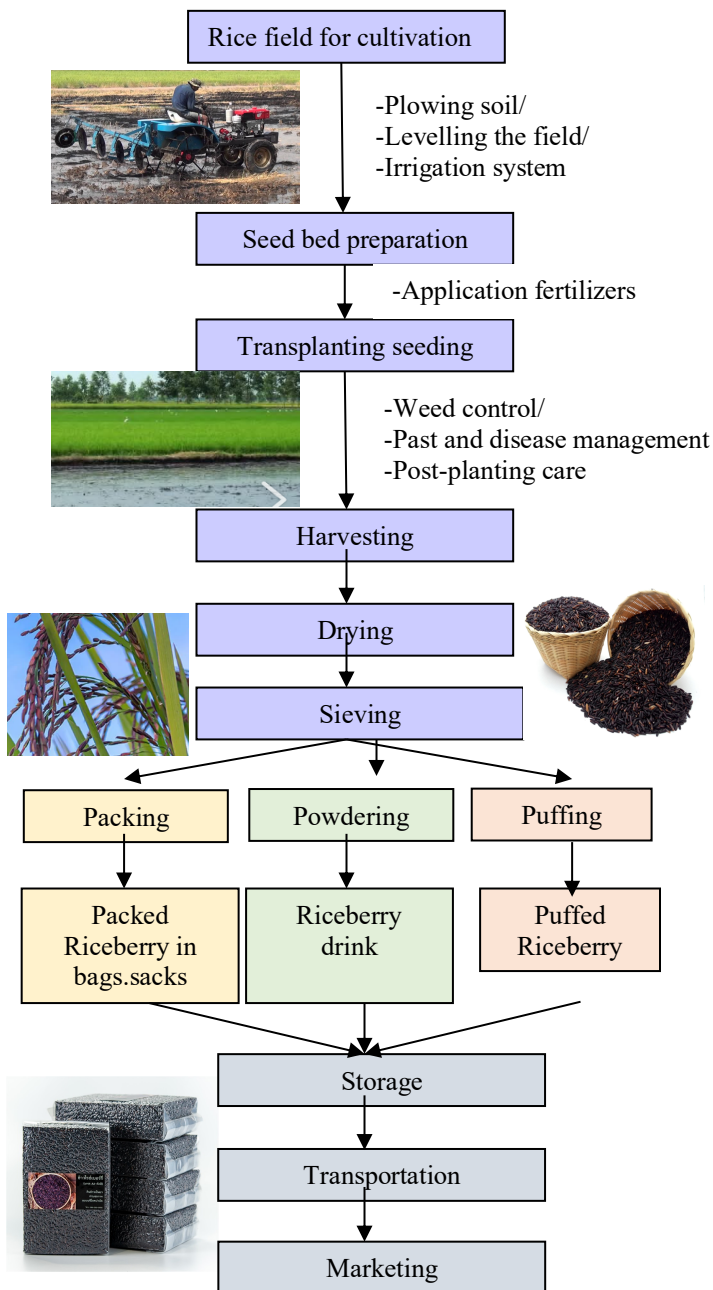 Rice field for cultivation
-Plowing soil/
-Levelling the field/
-Irrigation system
Seed bed preparation
-Application fertilizers
Transplanting seeding
-Weed control/
-Past and disease management
-Post-planting care
Harvesting
Drying
Sieving
Packing
Powdering
Puffing
Packed
Riceberry in
bags.sacks
Riceberry
drink
Puffed
Riceberry
Storage
Transportation
Marketing